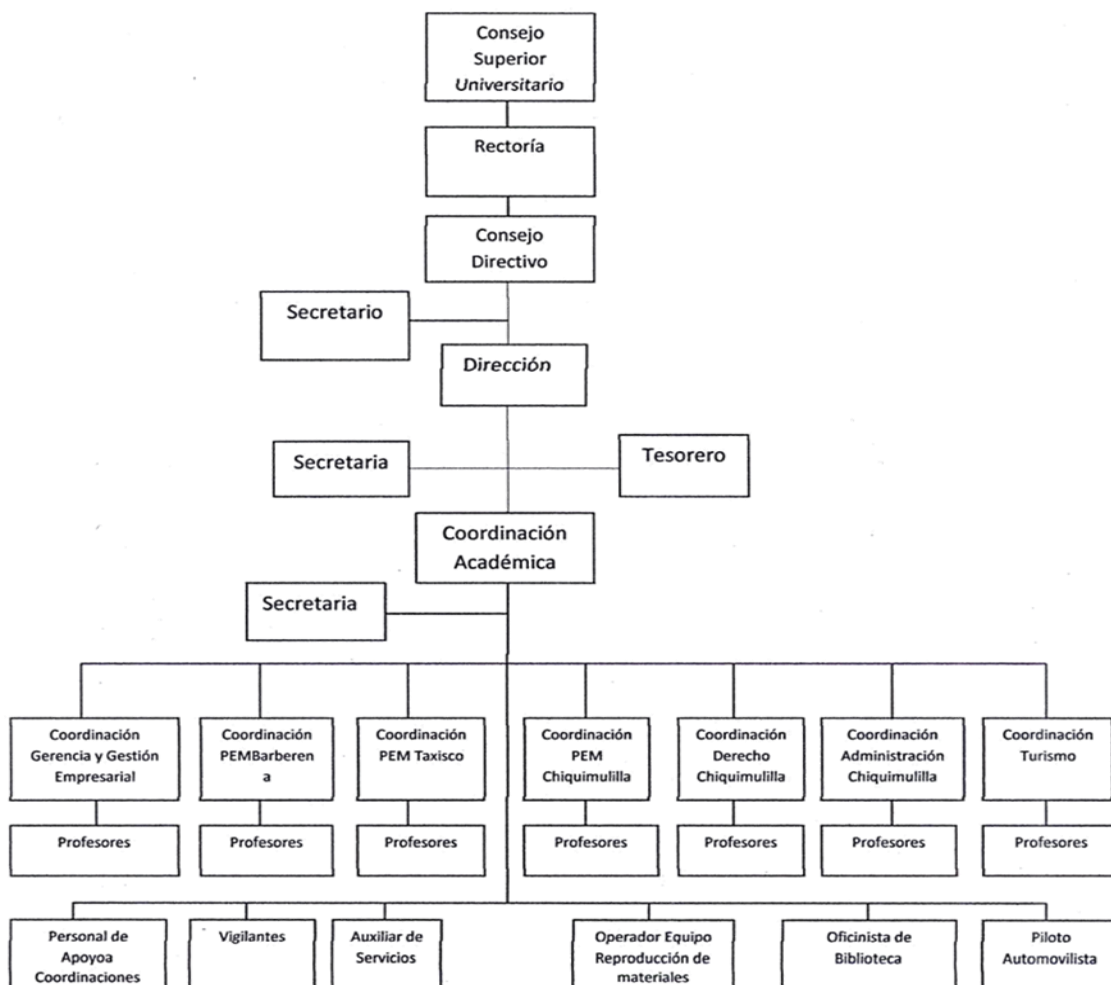 Consejo
Superior
Universitario
Rectoría
Consejo
Directivo
Secretario
Dirección
Secretaria
Tesorero
Coordinación
Académica
Secretaria
Coordinación
Gerencia y Gestión
Empresarial
Coordinación
PEMBarberen
a
Coordinación
PEM Taxisco
Coordinación
PEM
Chiquimulilla
Coordinación
Derecho
Chiquimulilla
Coordinación
Administración
Chiquimulilla
Coordinación
Turismo
Profesores
Profesores
Profesores
Profesores
Profesores
Profesores
Profesores
Personal de
Apoyoa
Coordinaciones
Vigilantes
Auxiliar de
Servicios
Operador Equipo
Reproducción de
materiales
Oficinista de
Biblioteca
Piloto
Automovilista